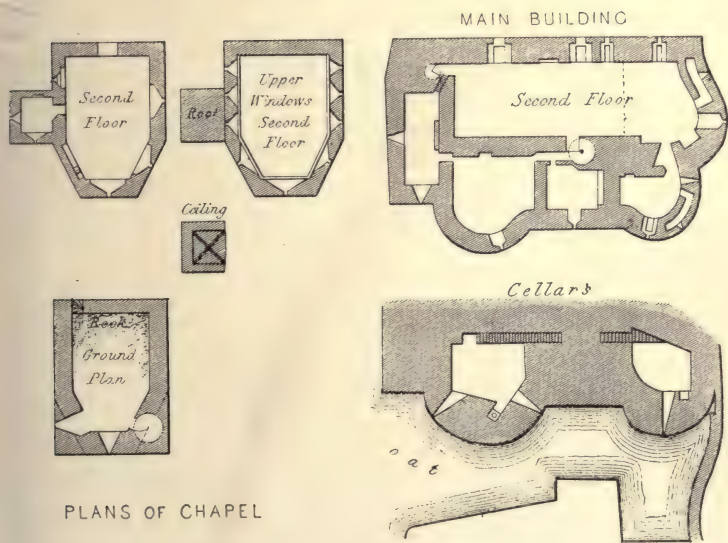 MAIN BUILDING
Second
Floor
Upper
Windows
Second
Floor
Roof
Second Floor
Ceiling
Cellars
Rock
Ground
Plan
o a t
PLANS OF CHAPEL